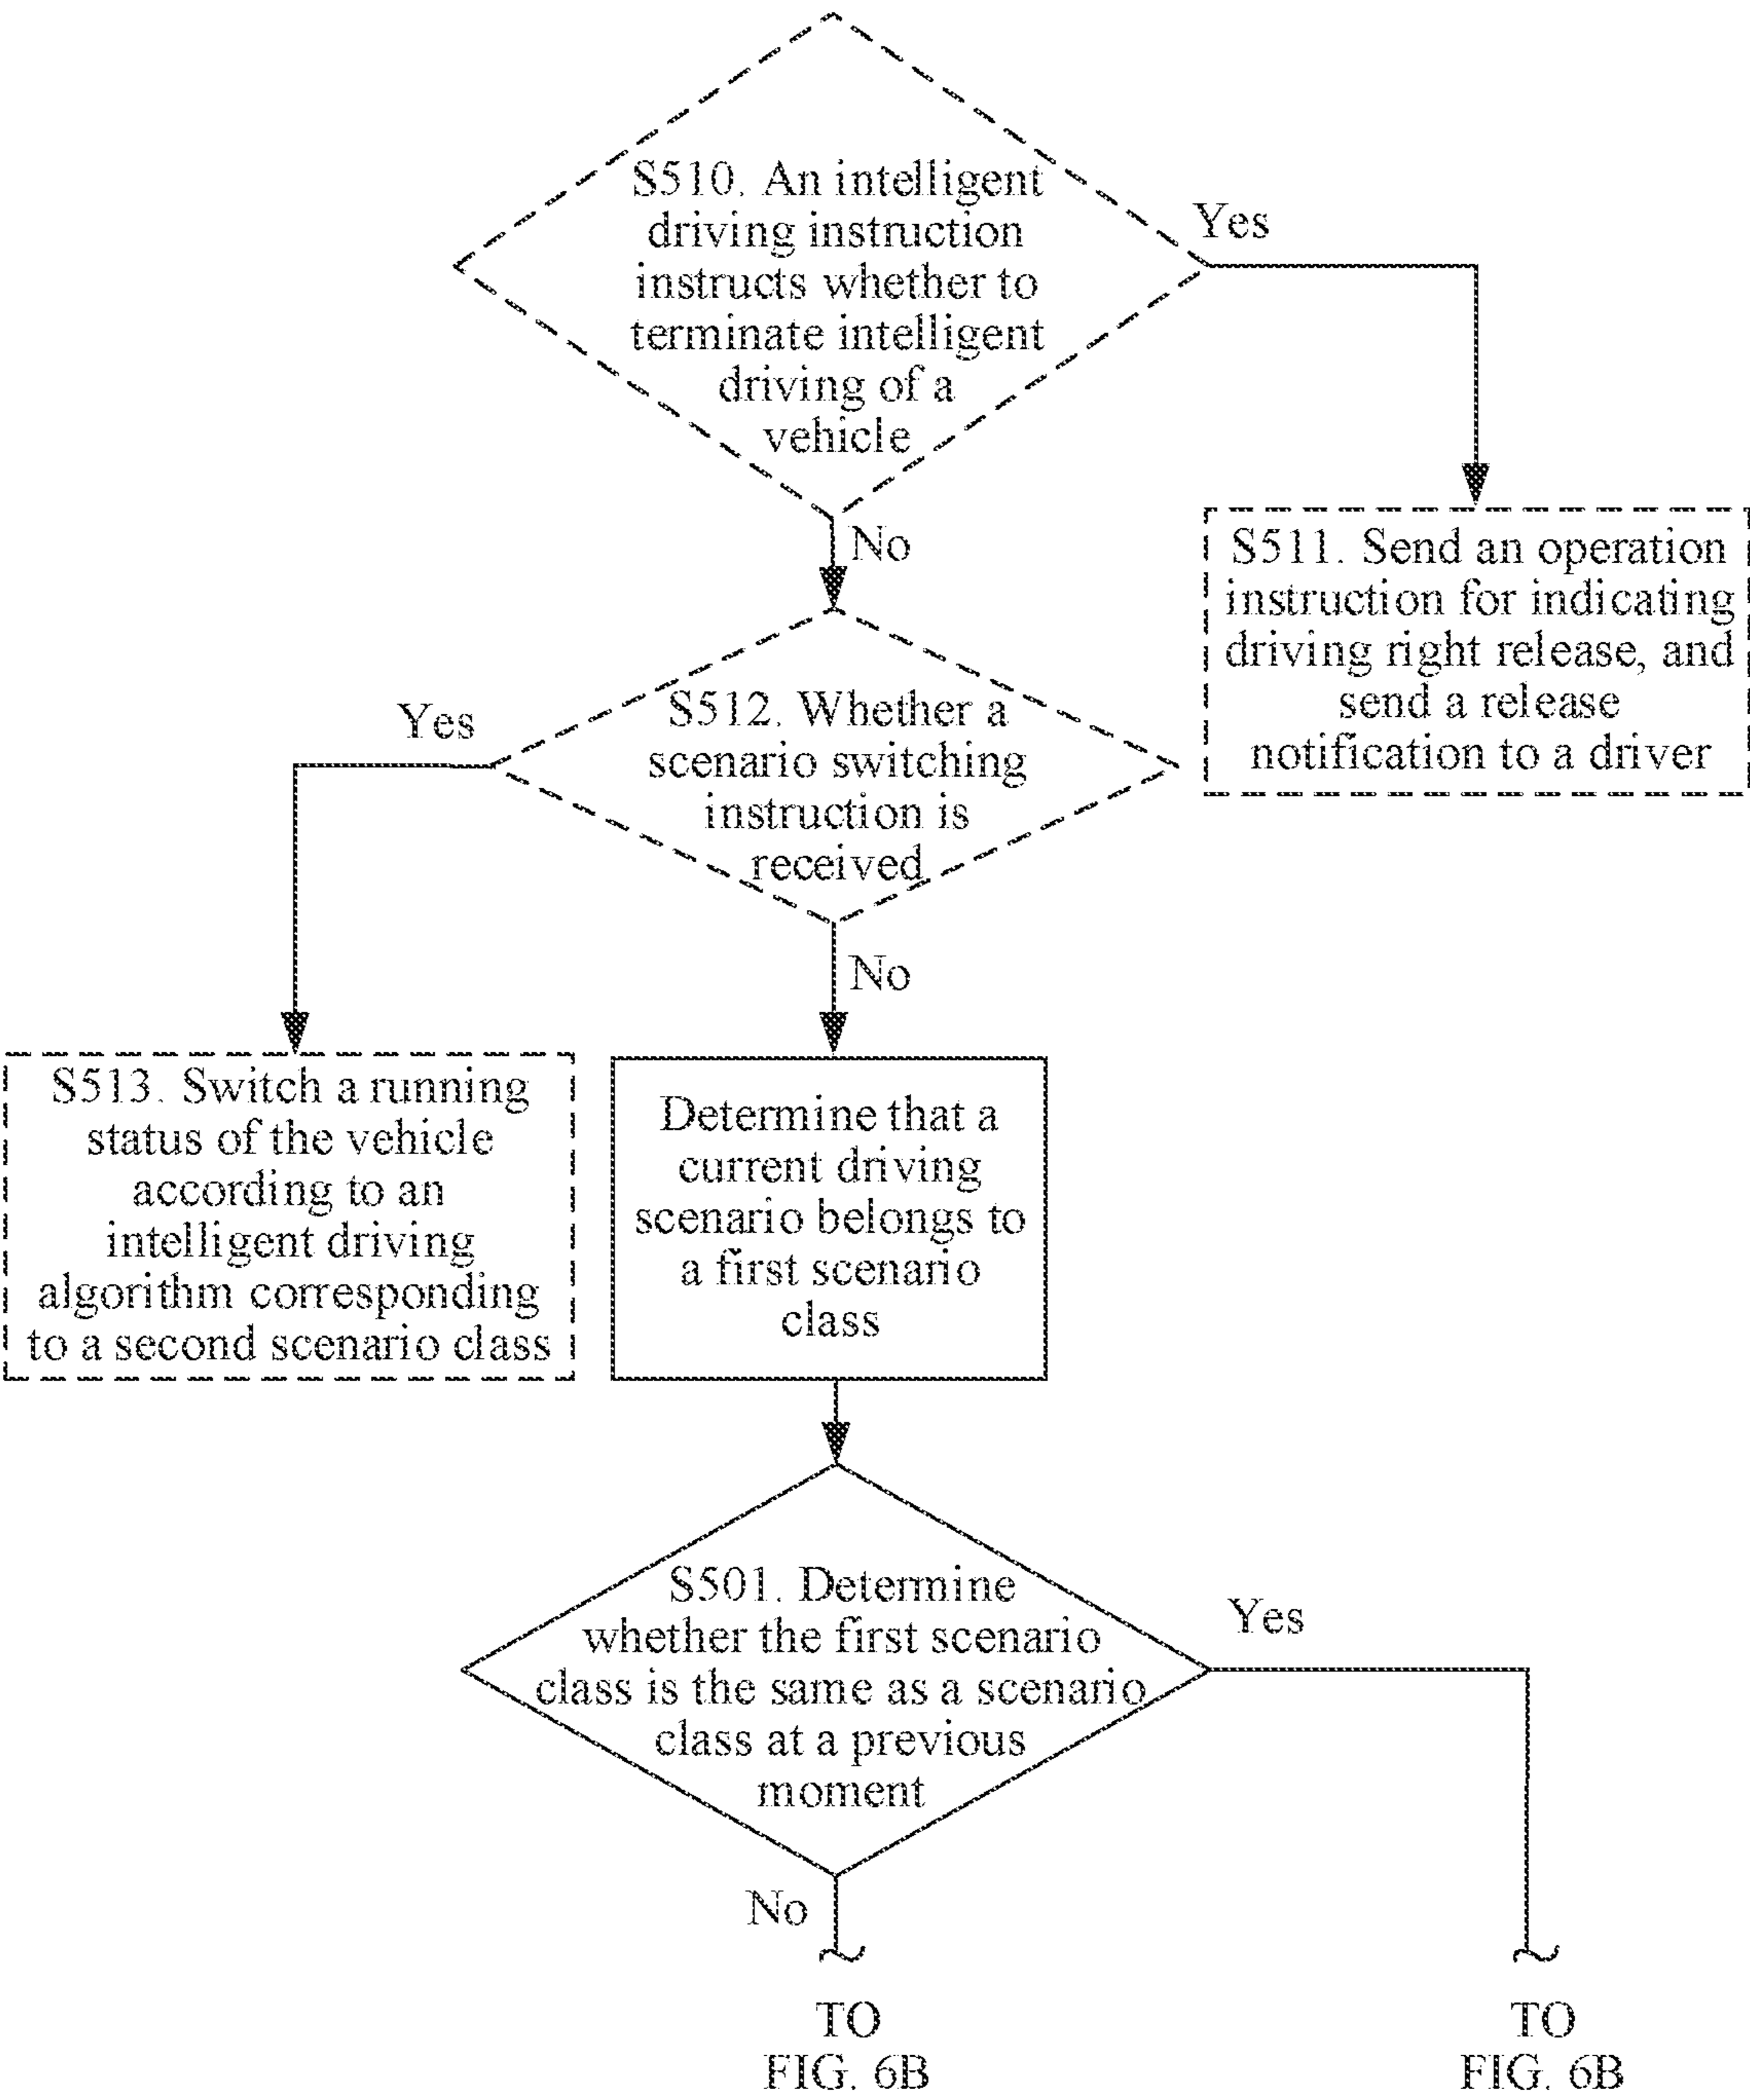 S510. An intelligent
driving instruction
instructs whether to
terminate intelligent
driving of a
vehicle
Yes
No
S511. Send an operation
instruction for indicating
driving right release, and
send a release
notification to a driver
S512. Whether a
scenario switching
instruction is
received
Yes
No
S513. Switch a running
status of the vehicle
according to an
intelligent driving
algorithm corresponding
to a second scenario class
Determine that a
current driving
scenario belongs to
a first scenario
class
S501. Determine
whether the first scenario
class is the same as a scenario
class at a previous
moment
Yes
No
TO
FIG. 6B
TO
FIG. 6B